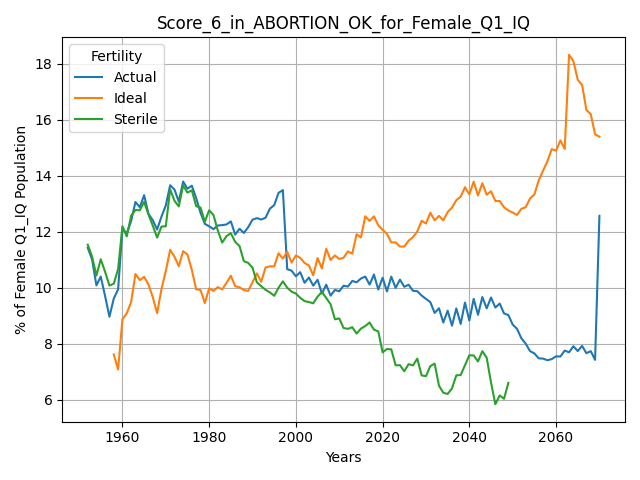 Score_6_in_ABORTION_OK_for_Female_Q1_IQ
% of Female Q1_IQ Population
Fertility
Actual
Ideal
Sterile
18
16
14
12
10
8
6
1960
1980
2000
2020
2040
2060
Years